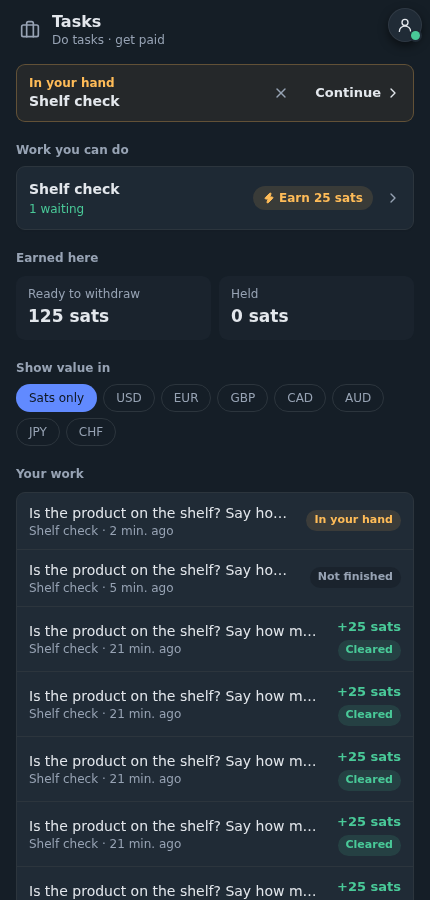 Tasks
Do tasks · get paid
In your hand
Shelf check
Continue
Work you can do
Shelf check
1 waiting
Earn 25 sats
Earned here
Ready to withdraw
125 sats
Held
0 sats
Show value in
Sats only
USD
EUR
GBP
CAD
AUD
JPY
CHF
Your work
Is the product on the shelf? Say ho...
In your hand
Shelf check · 2 min. ago
Is the product on the shelf? Say ho...
Not finished
Shelf check · 5 min. ago
Is the product on the shelf? Say how m...
+25 sats
Shelf check · 21 min. ago
Cleared
Is the product on the shelf? Say how m...
+25 sats
Shelf check · 21 min. ago
Cleared
Is the product on the shelf? Say how m...
+25 sats
Shelf check · 21 min. ago
Cleared
Is the product on the shelf? Say how m...
+25 sats
Shelf check · 21 min. ago
Cleared
Is the product on the shelf? Say how m...
+25 sats